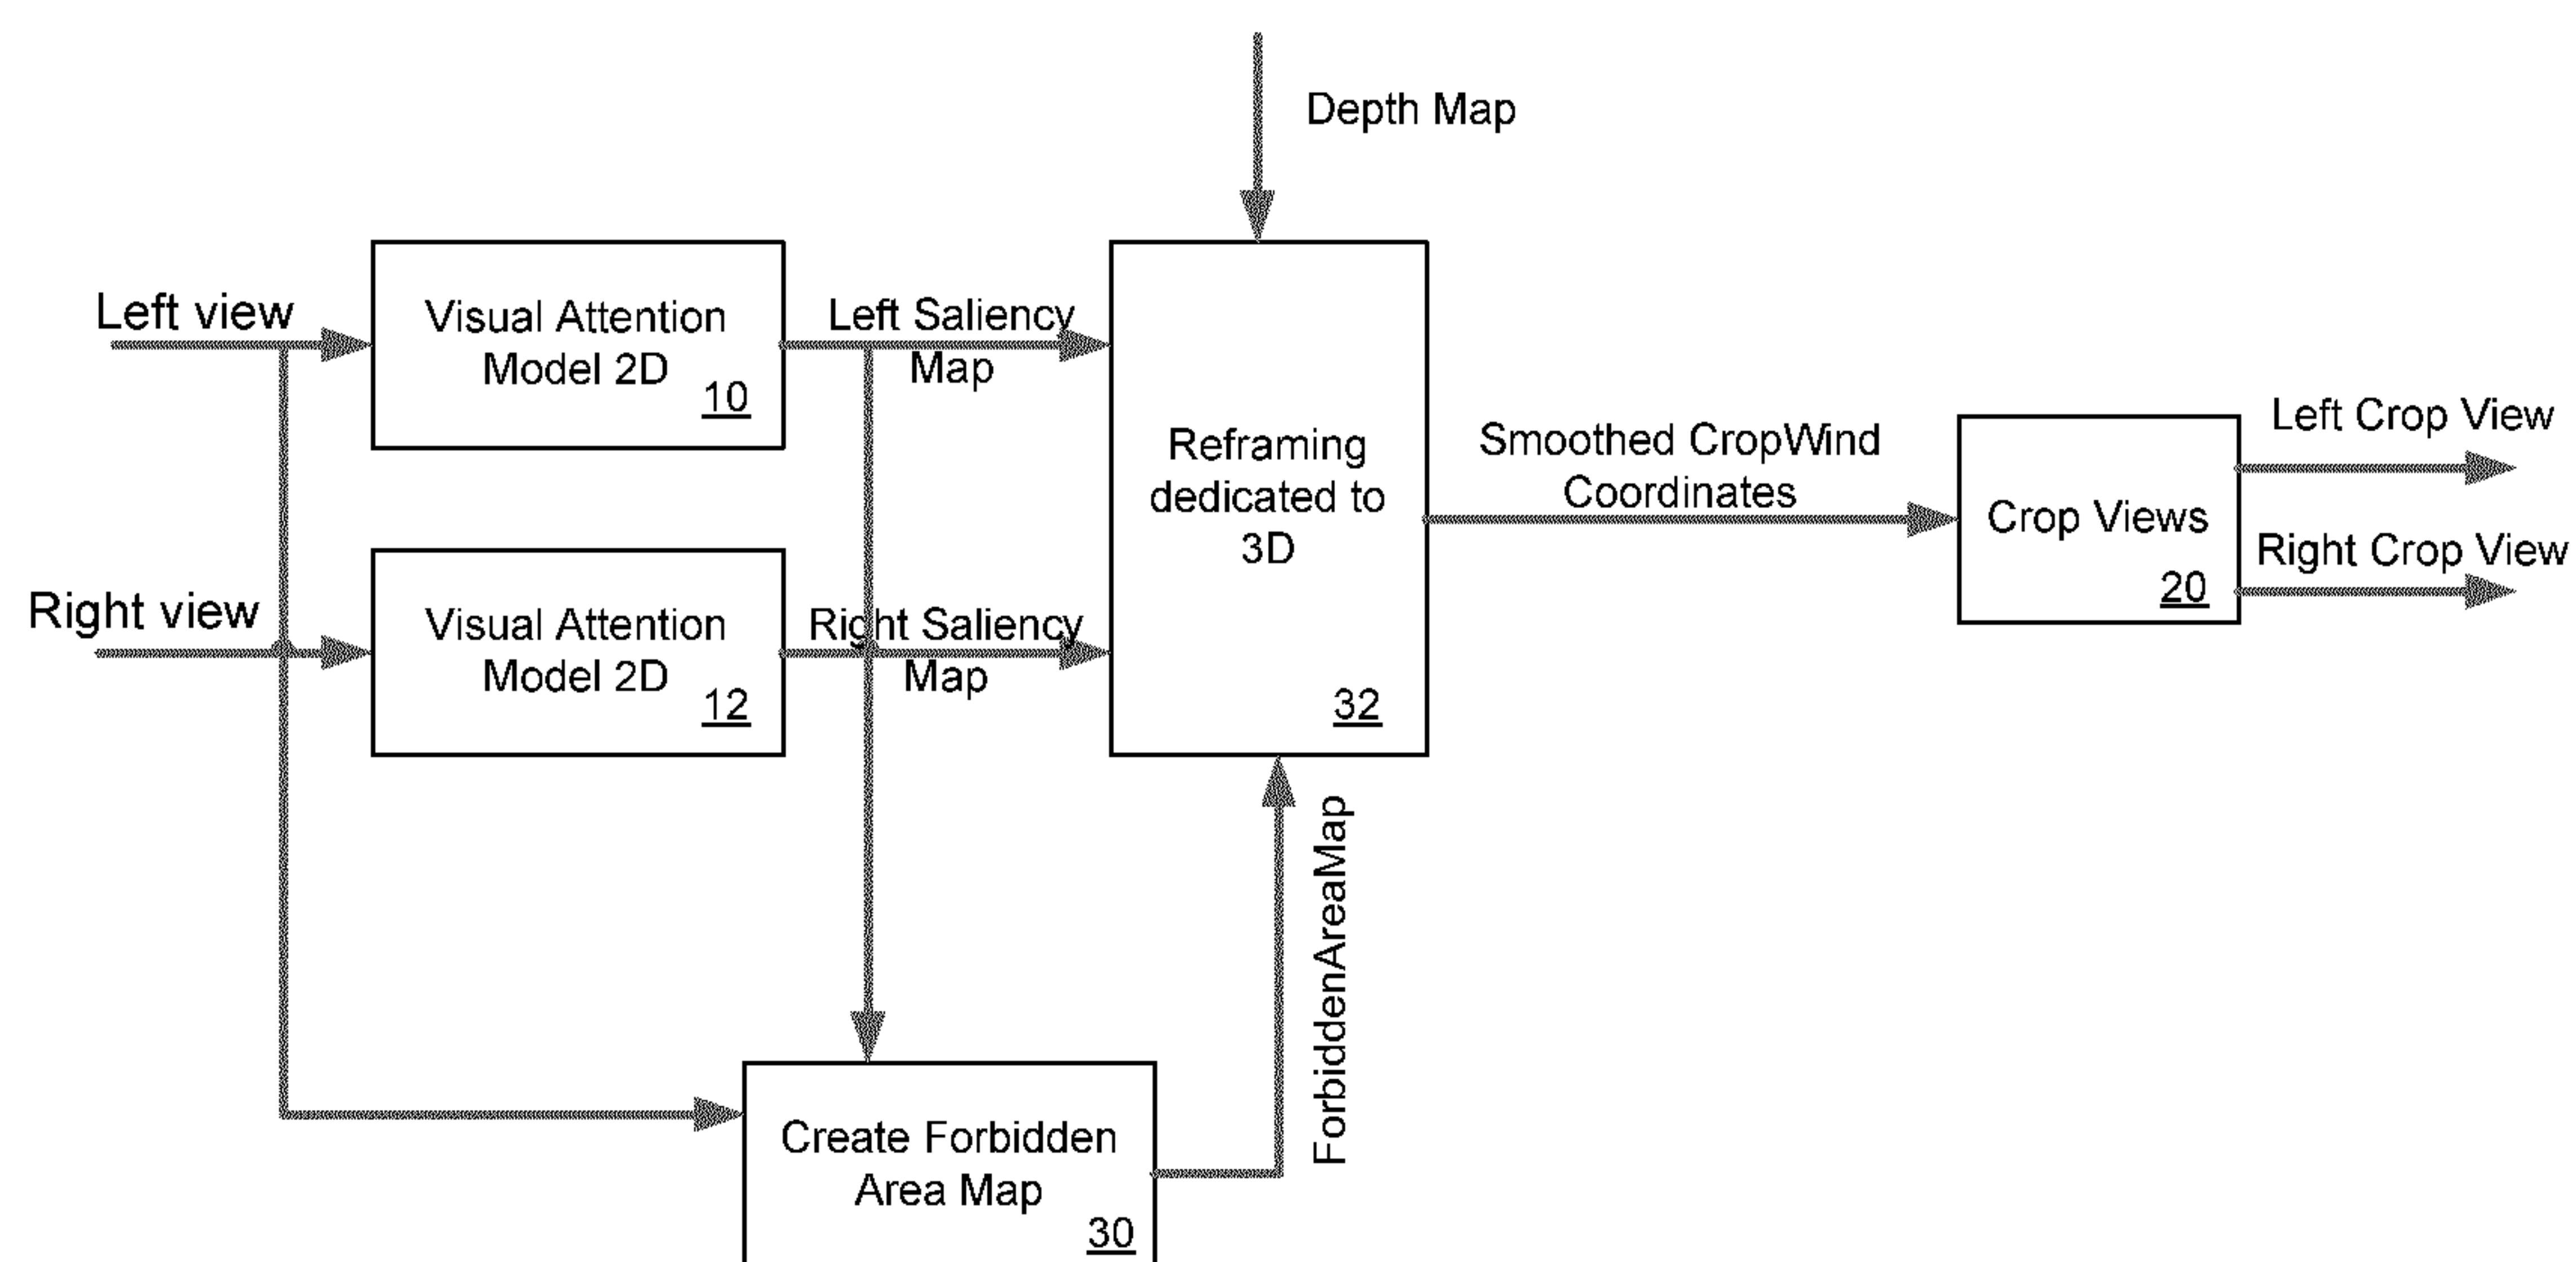 Depth Map
Left view
Visual Attention
Model 2D
10
Left Saliency
Map
Right view
Visual Attention
Model 2D
12
Right Saliency
Map
Reframing
dedicated to
3D
32
Smoothed CropWind
Coordinates
Crop Views
20
Left Crop View
Right Crop View
ForbiddenAreaMap
Create Forbidden
Area Map
30